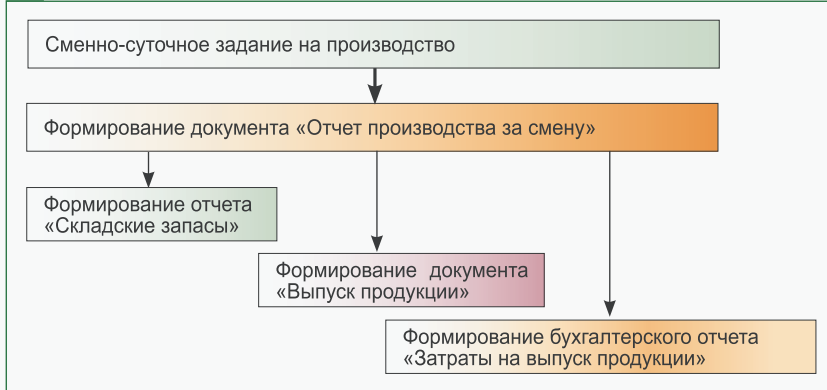 Сменно-суточное задание на производство
Формирование документа «Отчет производства за смену»
Формирование отчета
«Складские запасы»
Формирование документа
«Выпуск продукции»
Формирование бухгалтерского отчета
«Затраты на выпуск продукции»